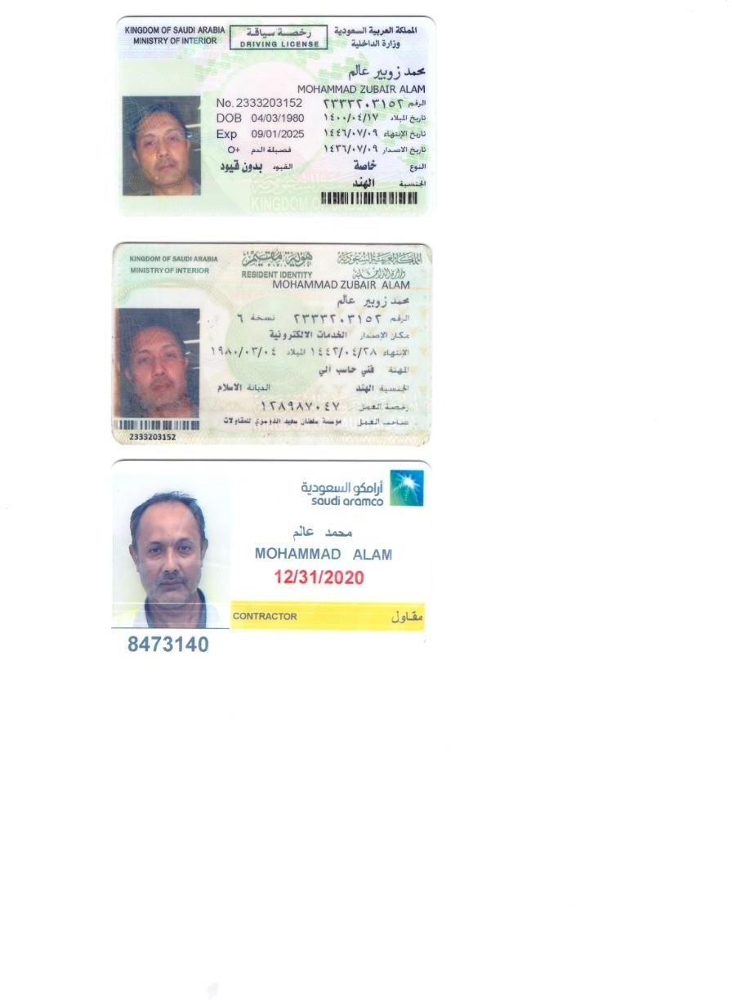 KINGDOM OF SAUDI ARABIA رخصة سياقة المملكة العربية السعودية
MINISTRY OF INTERIOR DRIVING LICENSE وزارة الداخلية
محمد زوبير عالم
MOHAMMAD ZUBAIR ALAM
No. 2333203152 الرقم ٢٣٣٣٢٠٣١٥٢
DOB 04/03/1980 تاريخ الميلاد ١٤٠٠/٠٤/١٧
Exp 09/01/2025 تاريخ الإنتهاء ١٤٤٦/٠٧/٠٩
O+ فصيلة الدم تاريخ الاصدار ١٤٣٦/٠٧/٠٩
النوع خاصة القيود بدون قيود
الجنسية الهند
KINGDOM OF SAUDI ARABIA هوية مقيم المملكة العربية السعودية
MINISTRY OF INTERIOR RESIDENT IDENTITY وزارة الداخلية
MOHAMMAD ZUBAIR ALAM
محمد زوبير عالم
الرقم ٢٣٣٣٢٠٣١٥٢ نسخة ٦
مكان الإصدار الخدمات الالكترونية
الإنتهاء ١٤٤٢/٠٤/٢٨ الميلاد ١٩٨٠/٠٣/٠٤
المهنة فني حاسب آلي
الجنسية الهند الديانة الاسلام
رخصة العمل ١٢٨٩٨٧٠٤٧
صاحب العمل مؤسسة سلطان سعيد الدوسري للمقاولات
2333203152
أرامكو السعودية
saudi aramco
محمد عالم
MOHAMMAD ALAM
12/31/2020
CONTRACTOR مقاول
8473140